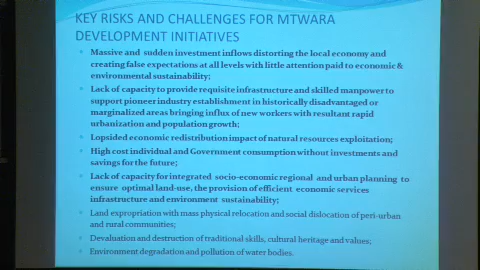 KEY RISKS AND CHALLENGES FOR MTWARA
DEVELOPMENT INITIATIVES
Massive and sudden investment inflows distorting the local economy and
creating false expectations at all levels with little attention paid to economic &
environmental sustainability;
Lack of capacity to provide requisite infrastructure and skilled manpower to
support pioneer industry establishment in historically disadvantaged or
marginalized areas bringing influx of new workers with resultant rapid
urbanization and population growth;
Lopsided economic redistribution impact of natural resources exploitation;
High cost individual and Government comumption without investments and
savings for the future;
Lack of capacity for integrated socio-economic regional and urban planning to
ensure optimal land-use, the provision of efficient economic services
infrastructure and environment sustainability;
Land expropriation with mass physical relocation and social dislocation of peri-urban
and rural communities;
Devaluation and destruction of traditional skills, cultural heritage and values;
Environment degradation and pollution of water bodies.